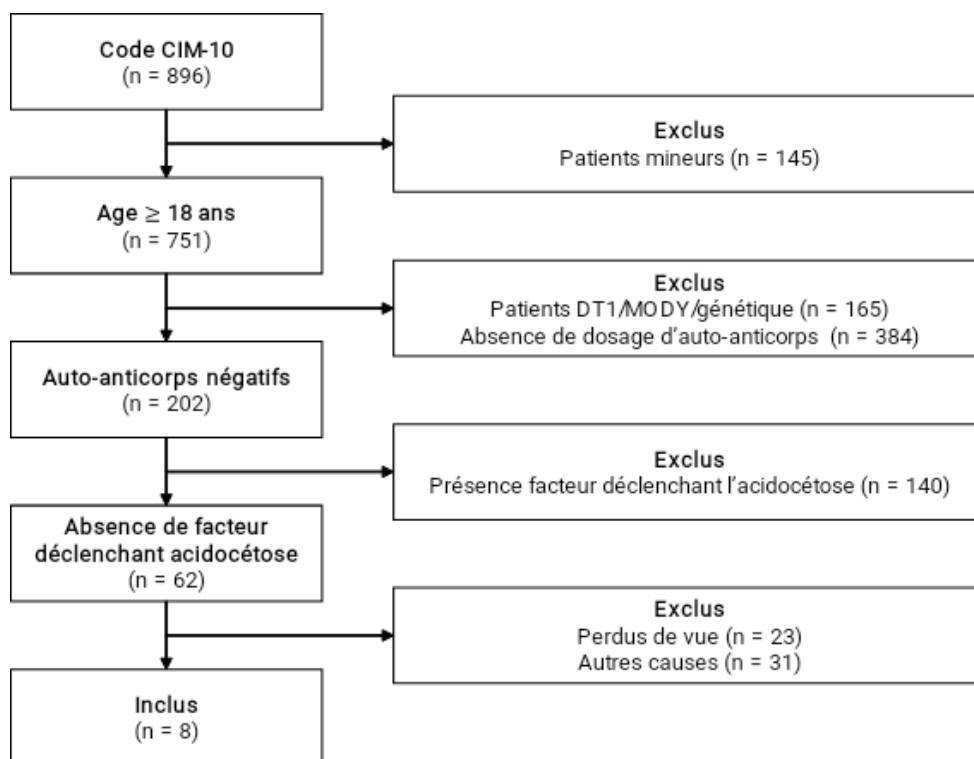 Code CIM-10
(n = 896)
Exclus
Patients mineurs (n = 145)
Age ≥ 18 ans
(n = 751)
Exclus
Patients DT1/MODY/génétique (n = 165)
Absence de dosage d'auto-anticorps (n = 384)
Auto-anticorps négatifs
(n = 202)
Exclus
Présence facteur déclenchant l'acidocétose (n = 140)
Absence de facteur
déclenchant acidocétose
(n = 62)
Exclus
Perdus de vue (n = 23)
Autres causes (n = 31)
Inclus
(n = 8)